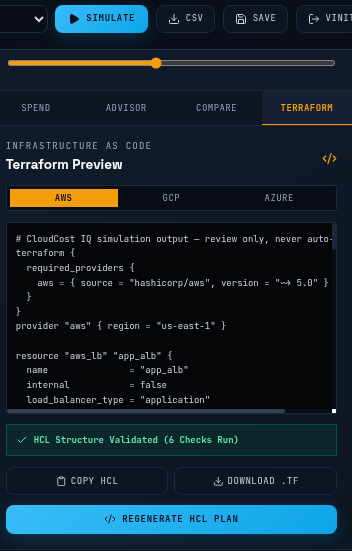 SIMULATE CSV SAVE
SPEND ADVISOR COMPARE TERRAFORM
INFRASTRUCTURE AS CODE
Terraform Preview
AWS GCP AZURE
# CloudCost IQ simulation output — review only, never auto-
terraform {
  required_providers {
    aws = { source = "hashicorp/aws", version = "~> 5.0" }
  }
}
provider "aws" { region = "us-east-1" }
resource "aws_lb" "app_alb" {
  name               = "app_alb"
  internal           = false
  load_balancer_type = "application"
HCL Structure Validated (6 Checks Run)
COPY HCL DOWNLOAD .TF
</> REGENERATE HCL PLAN